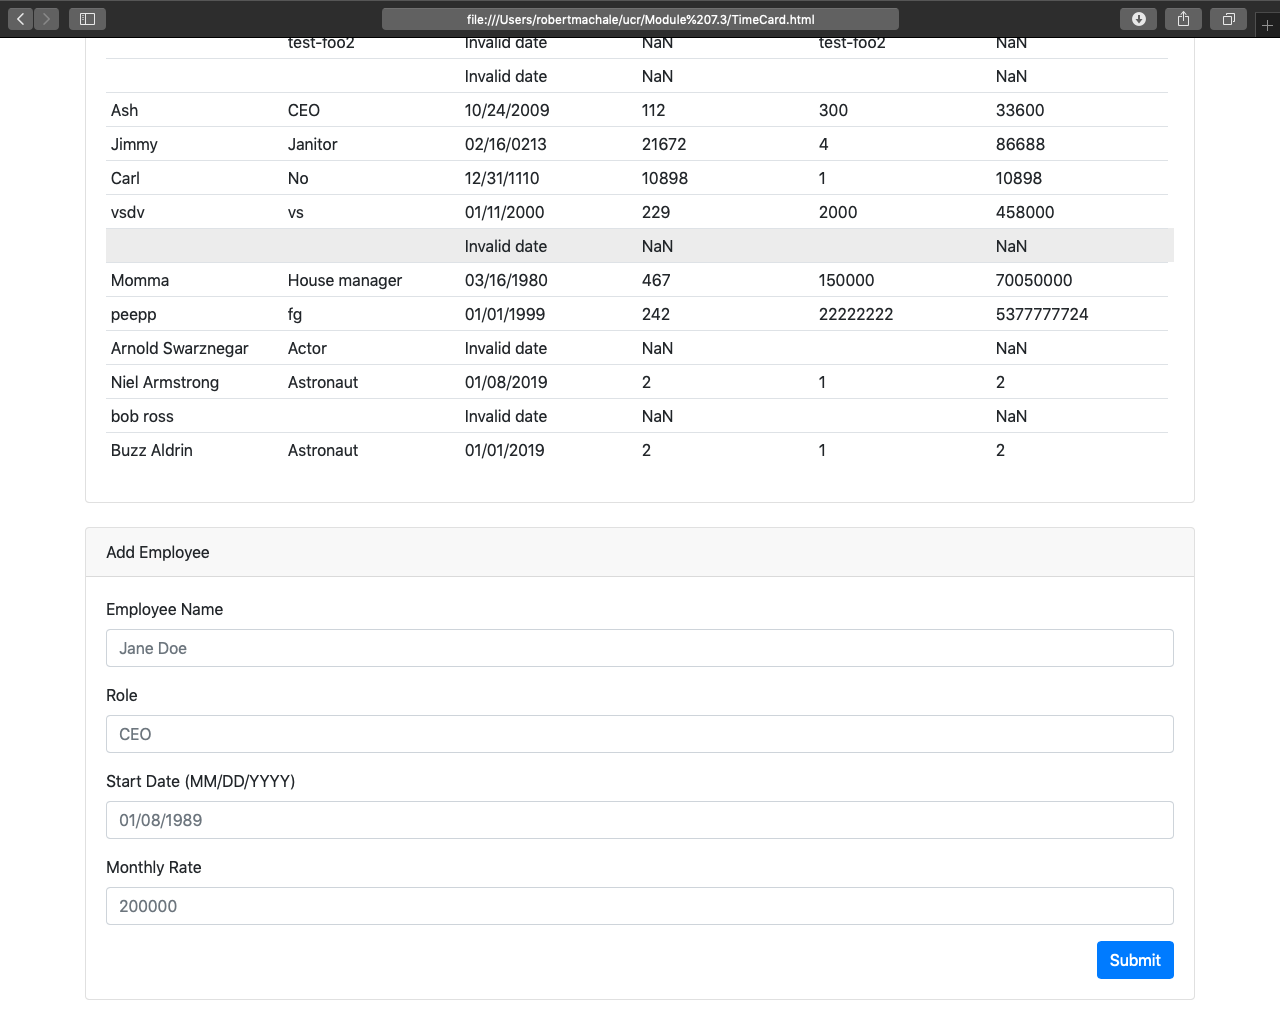 file:///Users/robertmachale/ucr/Module%207.3/TimeCard.html
test-foo2 Invalid date NaN test-foo2 NaN
Invalid date NaN NaN
Ash CEO 10/24/2009 112 300 33600
Jimmy Janitor 02/16/0213 21672 4 86688
Carl No 12/31/1110 10898 1 10898
vsdv vs 01/11/2000 229 2000 458000
Invalid date NaN NaN
Momma House manager 03/16/1980 467 150000 70050000
peepp fg 01/01/1999 242 22222222 5377777724
Arnold Swarznegar Actor Invalid date NaN NaN
Niel Armstrong Astronaut 01/08/2019 2 1 2
bob ross Invalid date NaN NaN
Buzz Aldrin Astronaut 01/01/2019 2 1 2
Add Employee
Employee Name
Jane Doe
Role
CEO
Start Date (MM/DD/YYYY)
01/08/1989
Monthly Rate
200000
Submit